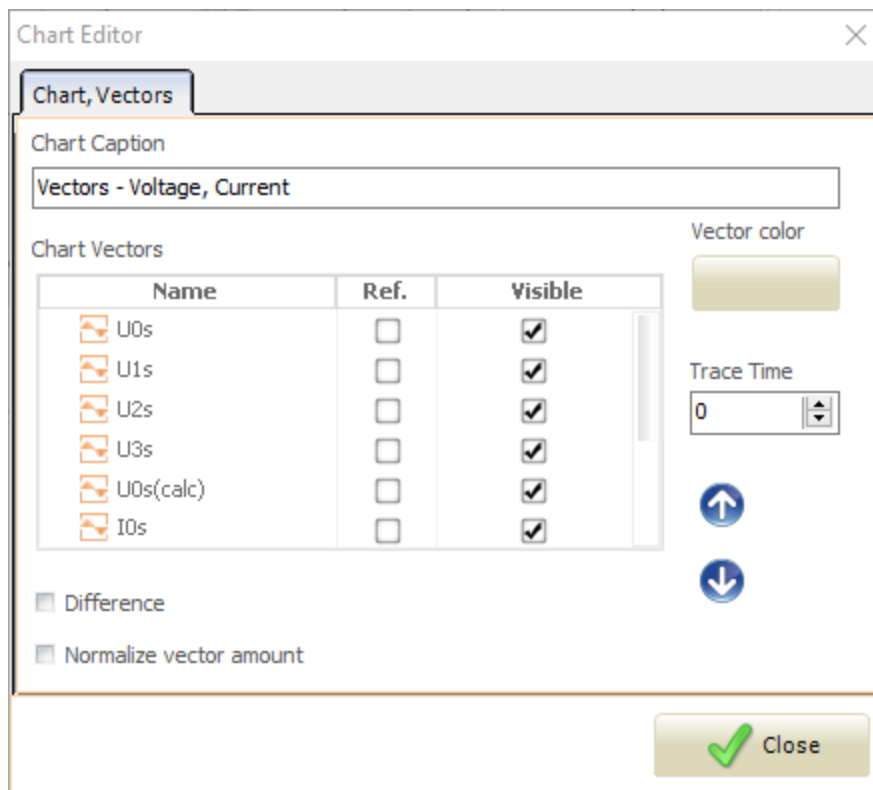 Chart Editor
Chart, Vectors
Chart Caption
Vectors - Voltage, Current
Chart Vectors
Vector color
Name Ref. Visible
U0s
U1s
U2s
U3s
U0s(calc)
I0s
Trace Time
0
Difference
Normalize vector amount
Close